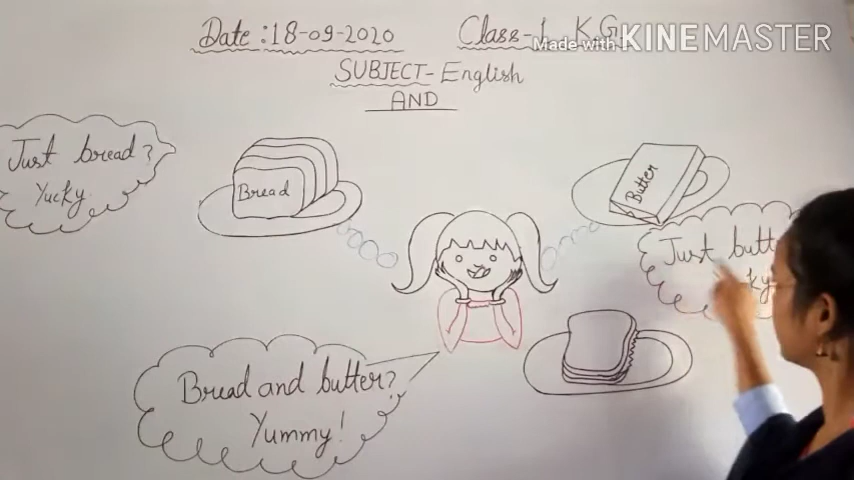 Date :18-09-2020 Class-L.K.G.
Made with KINEMASTER
SUBJECT-English
AND
Just bread?
Yucky.
Bread
Butter
Just
Bread and butter?
Yummy!